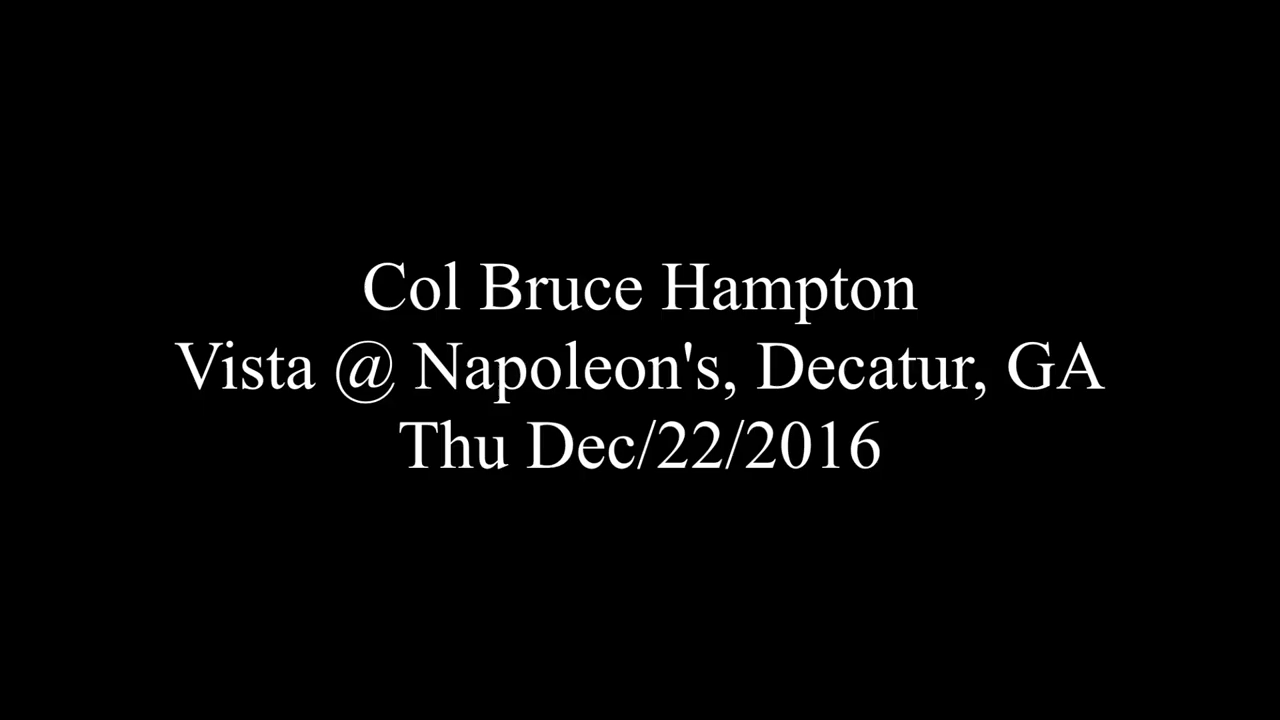 Col Bruce Hampton
Vista @ Napoleon's, Decatur, GA
Thu Dec/22/2016